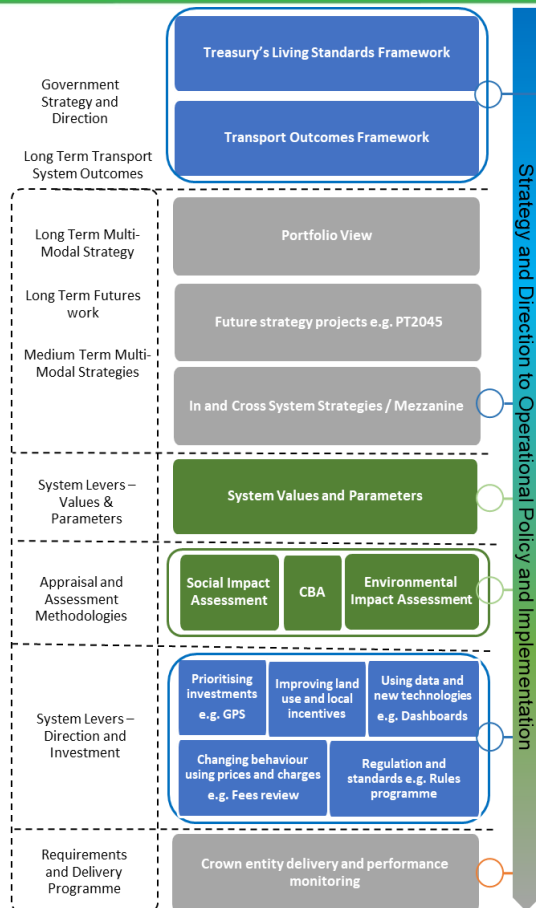 Treasury's Living Standards Framework
Government
Strategy and
Direction
Transport Outcomes Framework
Long Term Transport
System Outcomes
Long Term Multi-
Modal Strategy
Portfolio View
Long Term Futures
work
Future strategy projects e.g. PT2045
Medium Term Multi-
Modal Strategies
In and Cross System Strategies / Mezzanine
System Levers –
Values &
Parameters
System Values and Parameters
Appraisal and
Assessment
Methodologies
Social Impact
Assessment
CBA
Environmental
Impact Assessment
System Levers –
Direction and
Investment
Prioritising
investments
e.g. GPS
Improving land
use and local
incentives
Using data and
new technologies
e.g. Dashboards
Changing behaviour
using prices and charges
e.g. Fees review
Regulation and
standards e.g. Rules
programme
Requirements
and Delivery
Programme
Crown entity delivery and performance
monitoring
Strategy and Direction to Operational Policy and Implementation